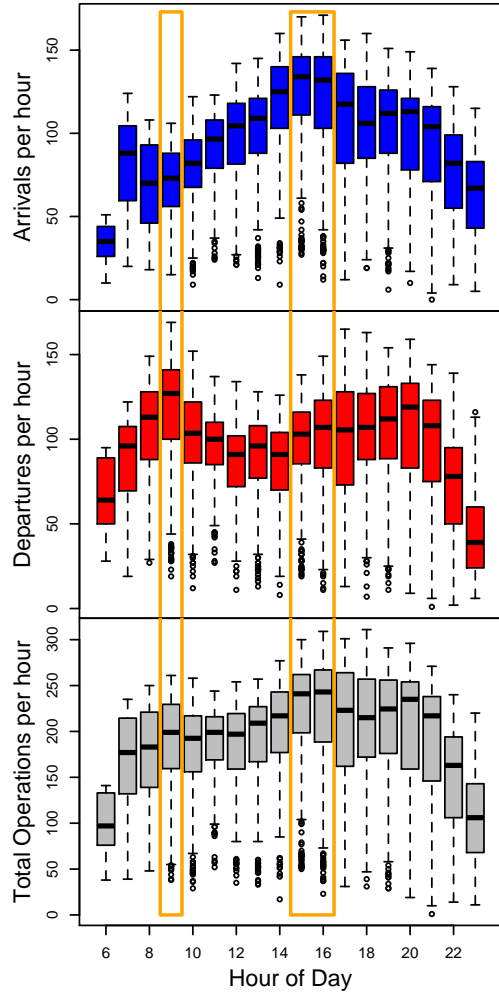 Arrivals per hour
0 50 100 150
Departures per hour
0 50 100 150
Total Operations per hour
0 50 100 150 200 250 300
6 8 10 12 14 16 18 20 22
Hour of Day